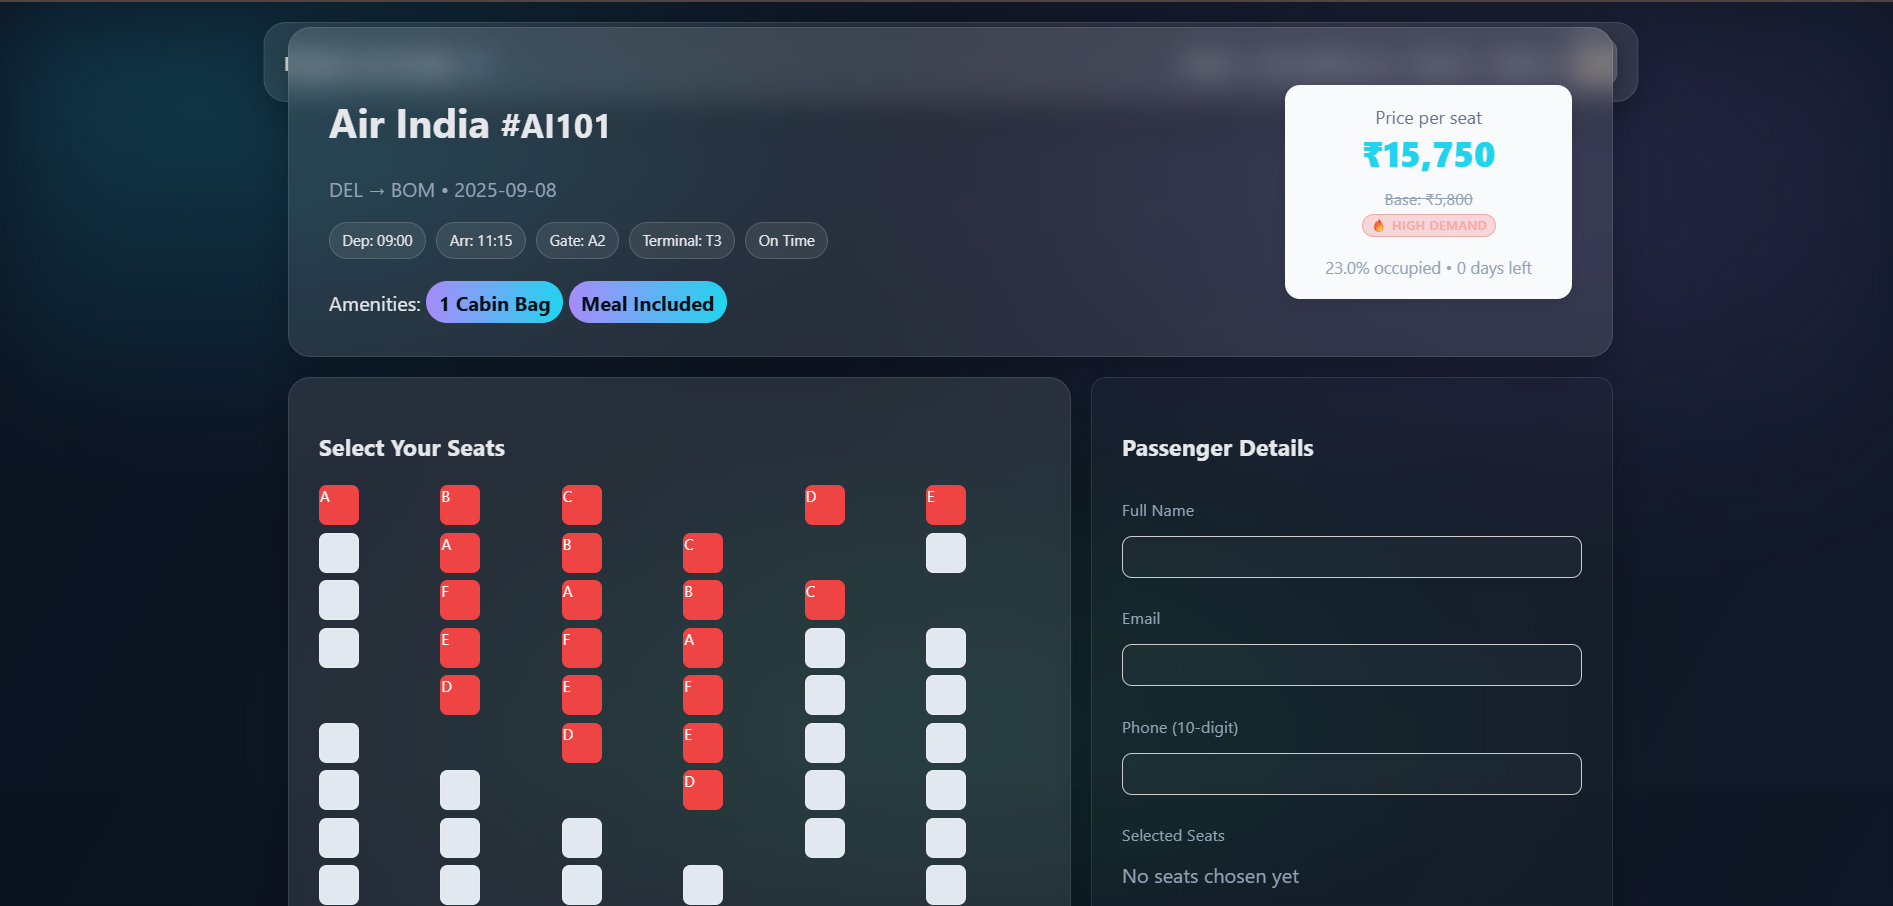 Air India #AI101
DEL → BOM • 2025-09-08
Dep: 09:00 Arr: 11:15 Gate: A2 Terminal: T3 On Time
Amenities: 1 Cabin Bag Meal Included
Price per seat
₹15,750
Base: ₹5,800
🔥 HIGH DEMAND
23.0% occupied • 0 days left
Select Your Seats
A B C D E
A B C
F A B C
E F A
D E F
D E
D
Passenger Details
Full Name
Email
Phone (10-digit)
Selected Seats
No seats chosen yet